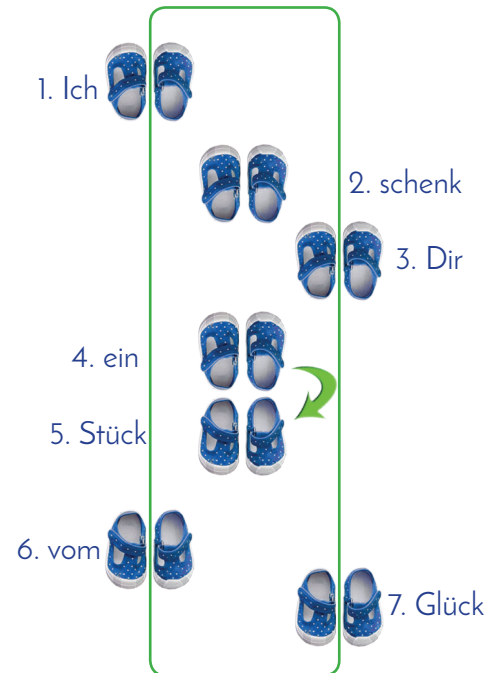 1. Ich
2. schenk
3. Dir
4. ein
5. Stück
6. vom
7. Glück